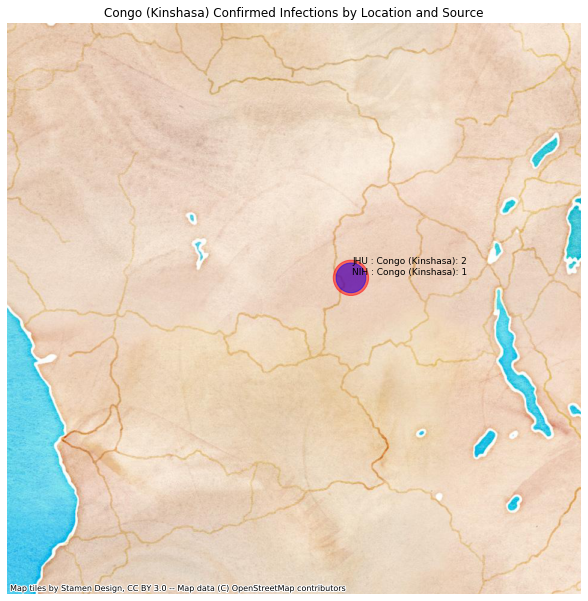 Congo (Kinshasa) Confirmed Infections by Location and Source
JHU : Congo (Kinshasa): 2
NIH : Congo (Kinshasa): 1
Map tiles by Stamen Design, CC BY 3.0 -- Map data (C) OpenStreetMap contributors